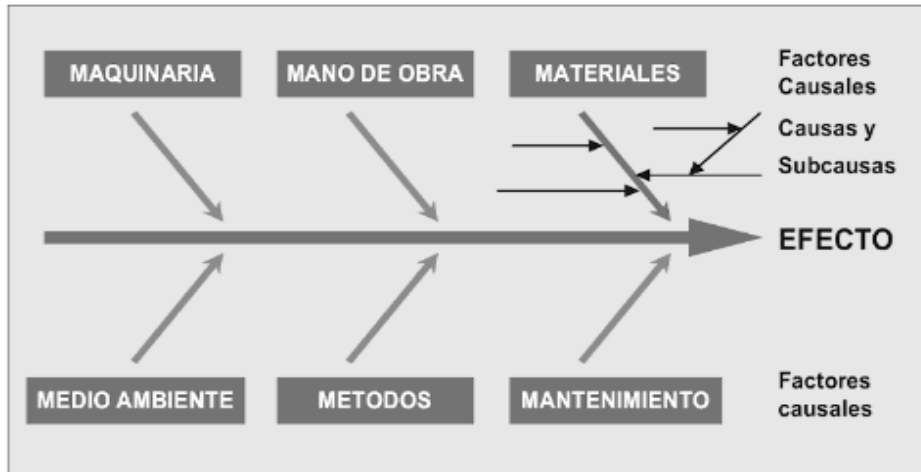 MAQUINARIA
MANO DE OBRA
MATERIALES
Factores
Causales
Causas y
Subcausas
EFECTO
MEDIO AMBIENTE
METODOS
MANTENIMIENTO
Factores
causales